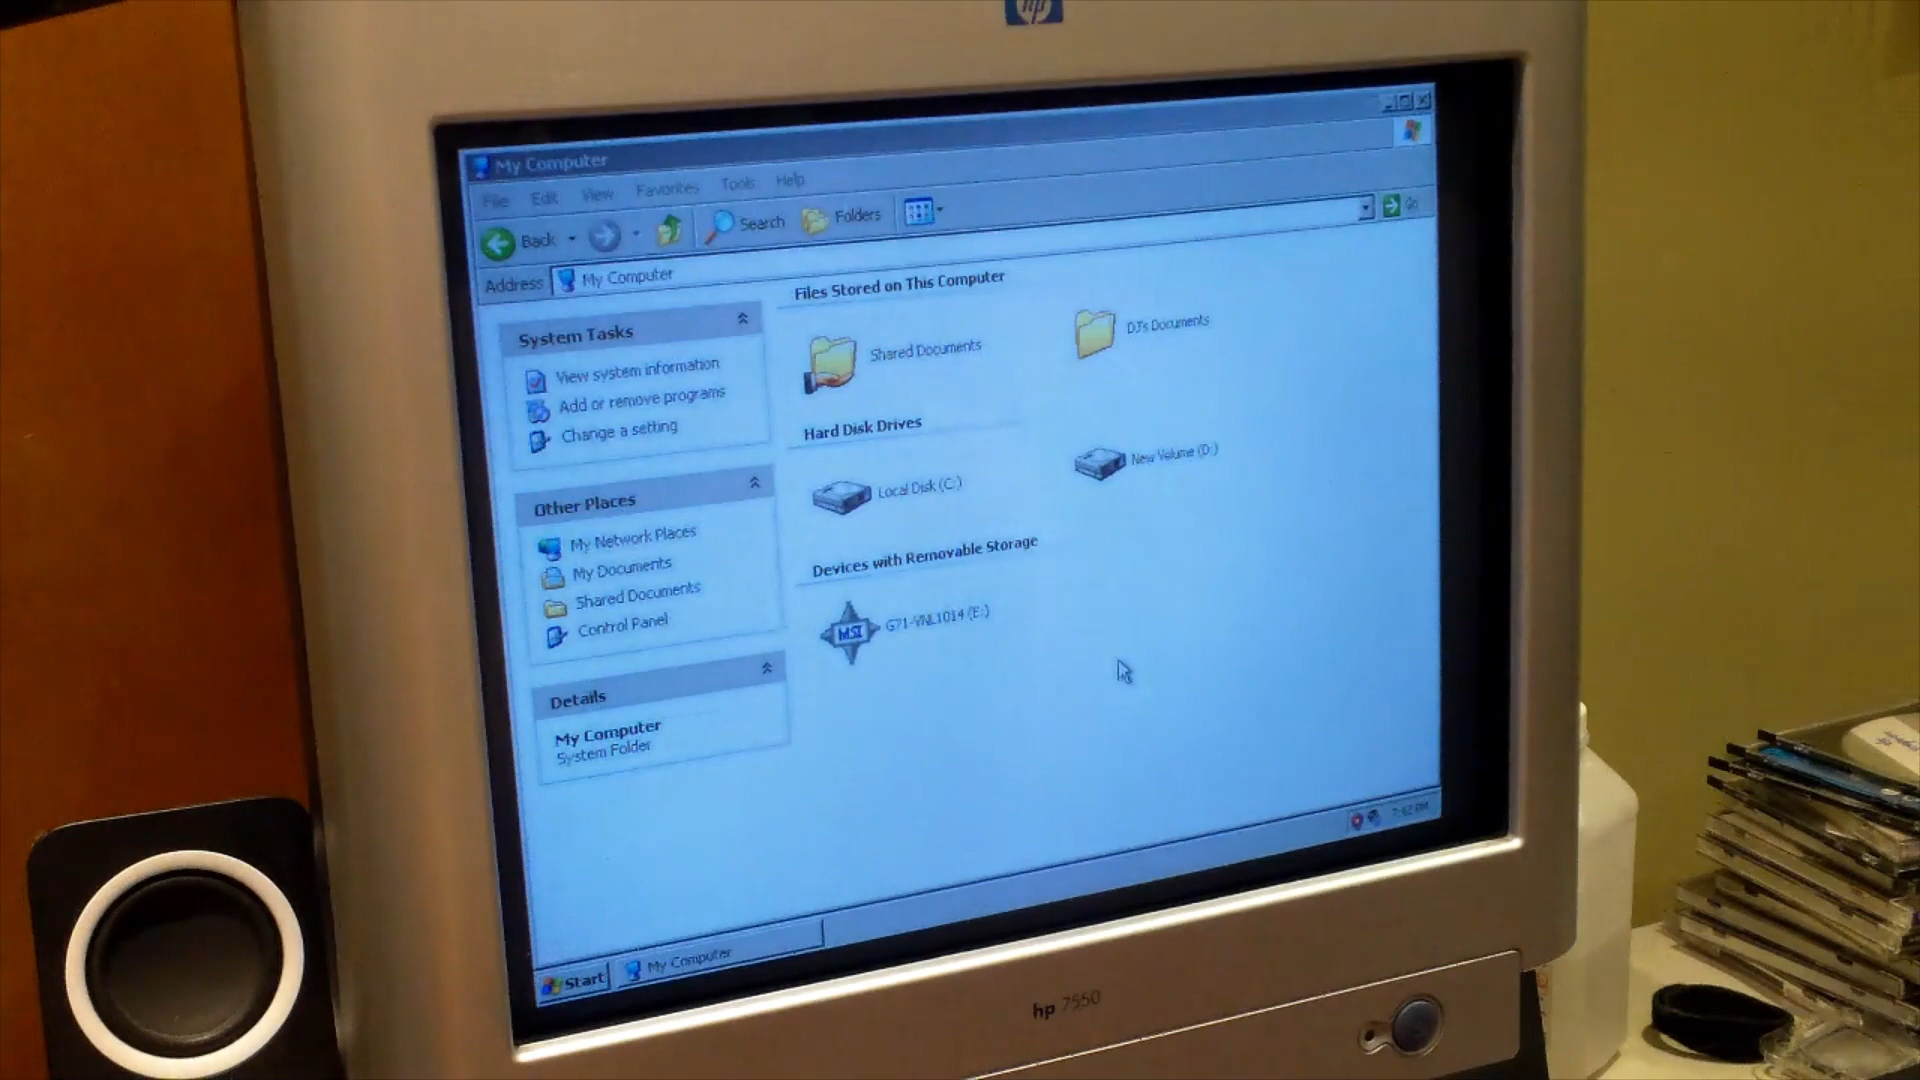 hp
My Computer
File Edit View Favorites Tools Help
Back Search Folders
Address My Computer Go
System Tasks
View system information
Add or remove programs
Change a setting
Other Places
My Network Places
My Documents
Shared Documents
Control Panel
Details
My Computer
System Folder
Files Stored on This Computer
Shared Documents DJ's Documents
Hard Disk Drives
Local Disk (C:) New Volume (D:)
Devices with Removable Storage
MSI G71-VNL1014 (E:)
Start My Computer
hp 7550